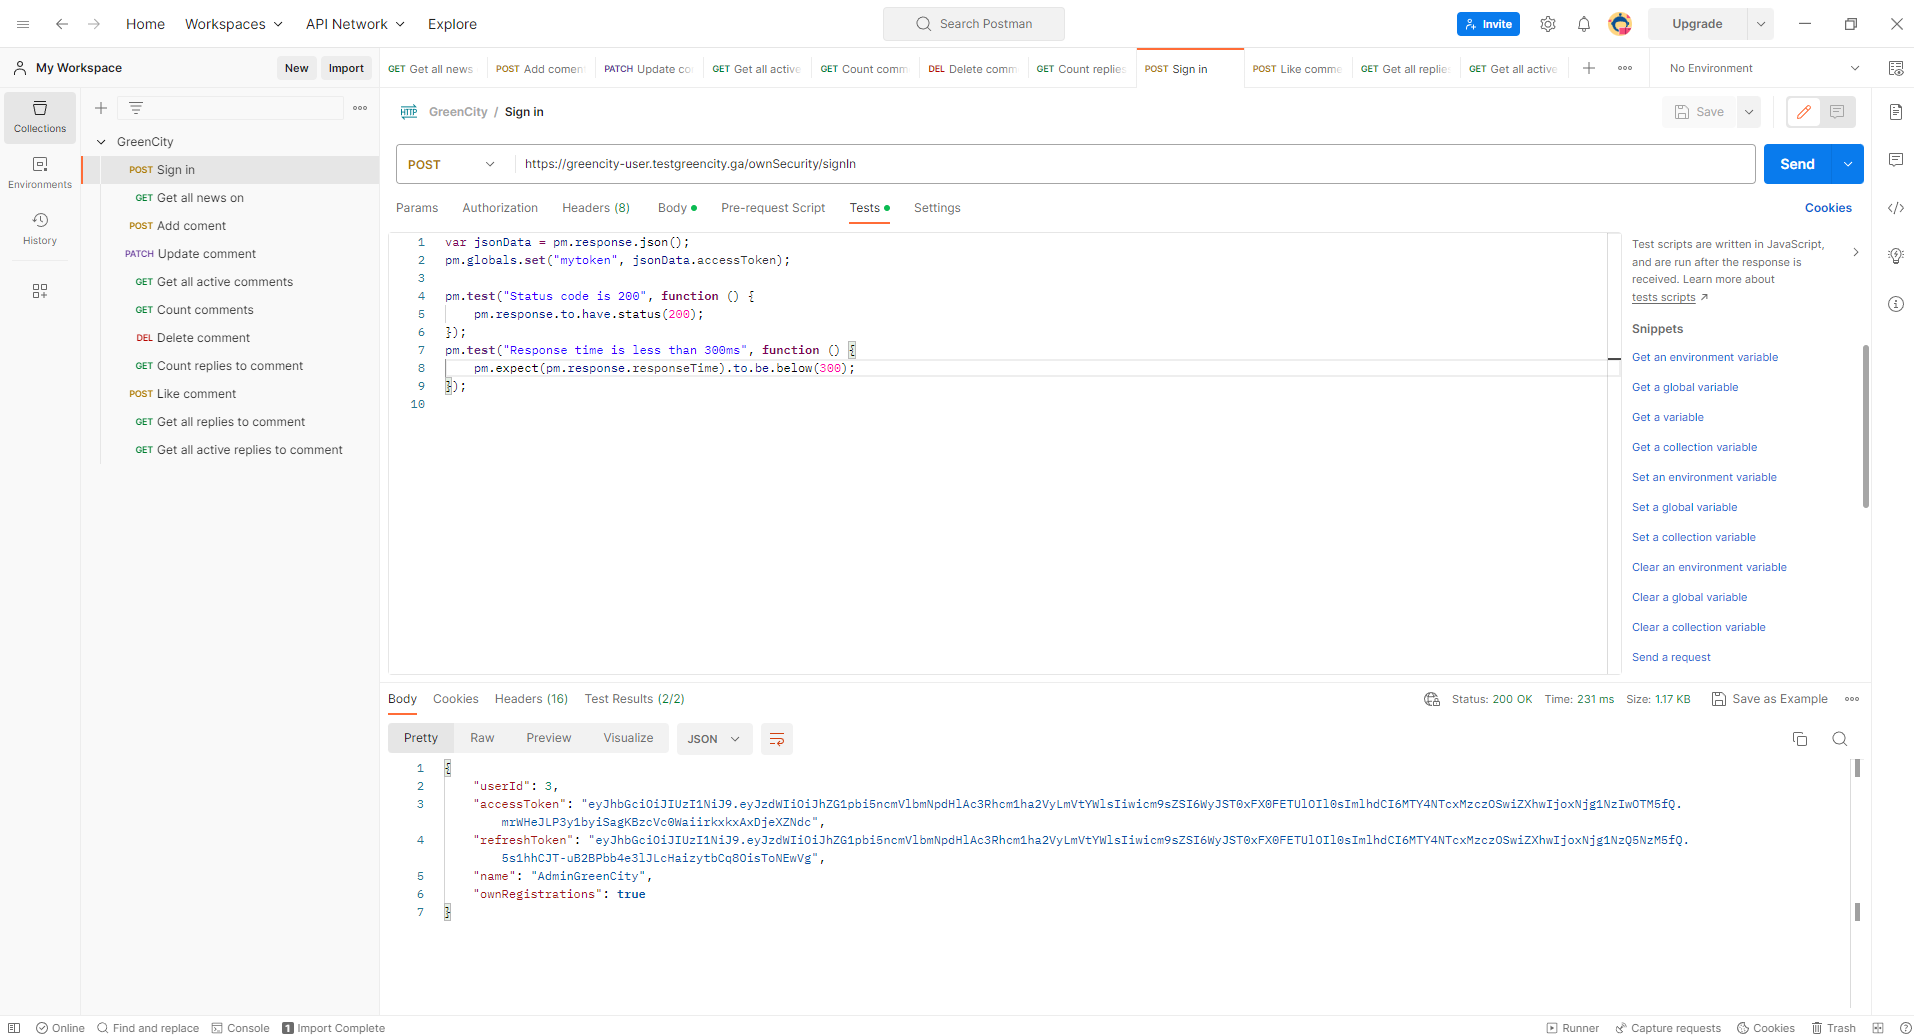 Home Workspaces API Network Explore
Search Postman
Invite
Upgrade
My Workspace
New
Import
GET Get all news
POST Add comen
PATCH Update co
GET Get all active
GET Count comm
DEL Delete comm
GET Count replies
POST Sign in
POST Like comme
GET Get all replie
GET Get all active
No Environment
Collections
Environments
History
GreenCity
POST Sign in
GET Get all news on
POST Add coment
PATCH Update comment
GET Get all active comments
GET Count comments
DEL Delete comment
GET Count replies to comment
POST Like comment
GET Get all replies to comment
GET Get all active replies to comment
HTTP GreenCity / Sign in
Save
POST https://greencity-user.testgreencity.ga/ownSecurity/signIn
Send
Params Authorization Headers (8) Body Pre-request Script Tests Settings
Cookies
1 var jsonData = pm.response.json();
2 pm.globals.set("mytoken", jsonData.accessToken);
3
4 pm.test("Status code is 200", function () {
5 pm.response.to.have.status(200);
6 });
7 pm.test("Response time is less than 300ms", function () {
8 pm.expect(pm.response.responseTime).to.be.below(300);
9 });
10
Test scripts are written in JavaScript,
and are run after the response is
received. Learn more about
tests scripts ↗
Snippets
Get an environment variable
Get a global variable
Get a variable
Get a collection variable
Set an environment variable
Set a global variable
Set a collection variable
Clear an environment variable
Clear a global variable
Clear a collection variable
Send a request
Body Cookies Headers (16) Test Results (2/2)
Status: 200 OK Time: 231 ms Size: 1.17 KB Save as Example
Pretty Raw Preview Visualize JSON
1 {
2 "userId": 3,
3 "accessToken": "eyJhbGciOiJIUzI1NiJ9.eyJzdWIiOiJhZG1pbi5ncmVlbmNpdHlAc3Rhcm1ha2VyLmVtYWlsIiwicm9sZSI6WyJST0xFX0FETUlOIl0sImlhdCI6MTY4NTcxMzczOSwiZXhwIjoxNjg1NzIwOTM5fQ.
mrWHeJLP3y1byiSagKBzcVc0WaiirkxkxAxDjeXZNdc",
4 "refreshToken": "eyJhbGciOiJIUzI1NiJ9.eyJzdWIiOiJhZG1pbi5ncmVlbmNpdHlAc3Rhcm1ha2VyLmVtYWlsIiwicm9sZSI6WyJST0xFX0FETUlOIl0sImlhdCI6MTY4NTcxMzczOSwiZXhwIjoxNjg1NzQ5NzM5fQ.
5s1hhCJT-uB2BPbb4e3lJLcHaizytbCq8OisToNEwVg",
5 "name": "AdminGreenCity",
6 "ownRegistrations": true
7 }
Online Find and replace Console 1 Import Complete
Runner Capture requests Cookies Trash